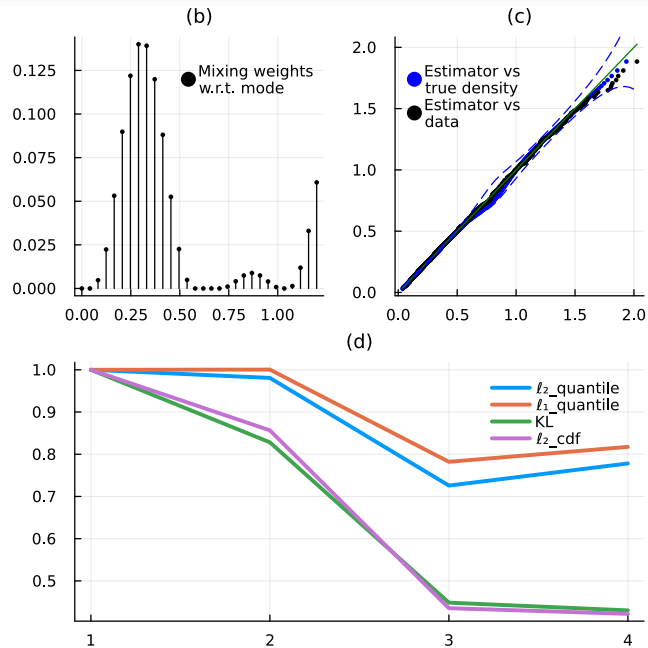 (b)
0.125
0.100
0.075
0.050
0.025
0.000
0.00
0.25
0.50
0.75
1.00
Mixing weights
w.r.t. mode
(c)
2.0
1.5
1.0
0.5
0.0
0.0
0.5
1.0
1.5
2.0
Estimator vs
true density
Estimator vs
data
(d)
1.0
0.9
0.8
0.7
0.6
0.5
1
2
3
4
ℓ₂_quantile
ℓ₁_quantile
KL
ℓ₂_cdf